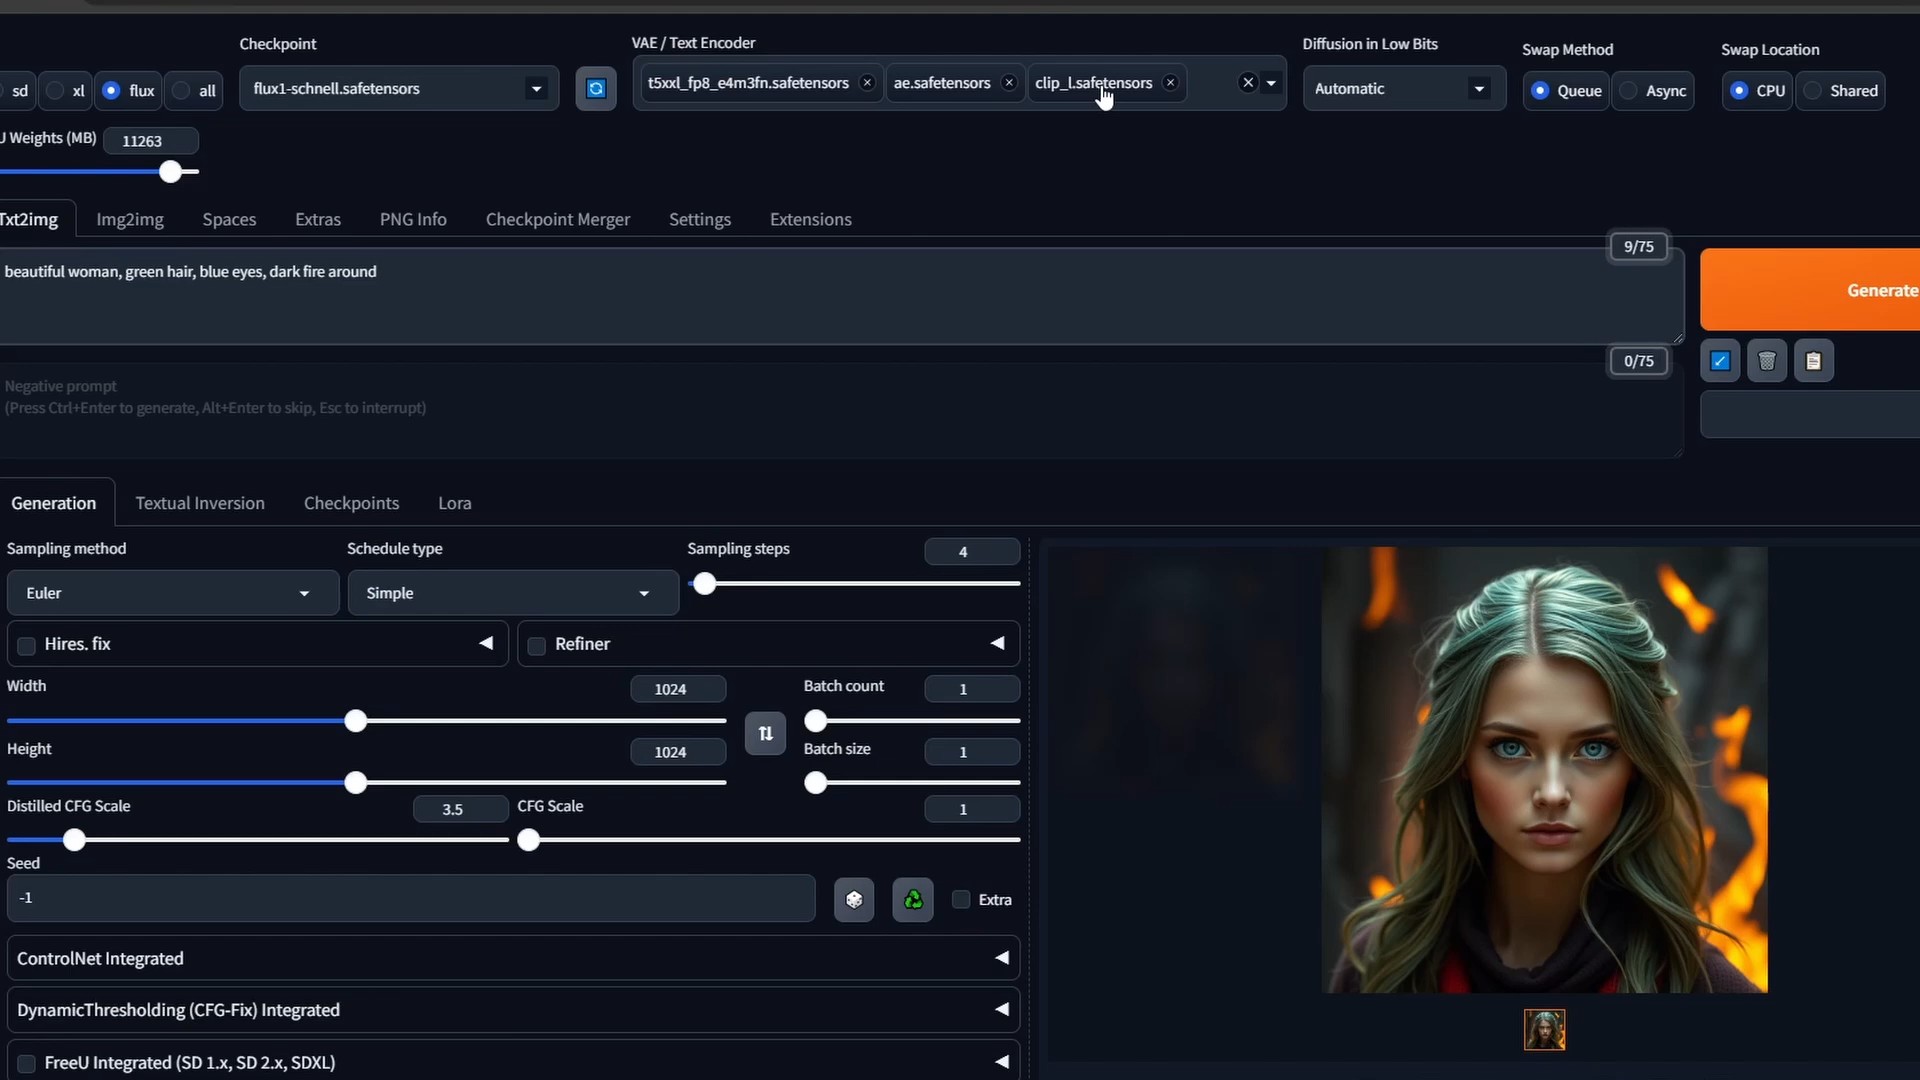 Checkpoint
VAE / Text Encoder
Diffusion in Low Bits
Swap Method
Swap Location
sd
xl
flux
all
flux1-schnell.safetensors
t5xxl_fp8_e4m3fn.safetensors
ae.safetensors
clip_l.safetensors
Automatic
Queue
Async
CPU
Shared
U Weights (MB)
11263
Txt2img
Img2img
Spaces
Extras
PNG Info
Checkpoint Merger
Settings
Extensions
9/75
beautiful woman, green hair, blue eyes, dark fire around
Generate
0/75
Negative prompt
(Press Ctrl+Enter to generate, Alt+Enter to skip, Esc to interrupt)
Generation
Textual Inversion
Checkpoints
Lora
Sampling method
Schedule type
Sampling steps
4
Euler
Simple
Hires. fix
Refiner
Width
1024
Batch count
1
Height
1024
Batch size
1
Distilled CFG Scale
3.5
CFG Scale
1
Seed
-1
Extra
ControlNet Integrated
DynamicThresholding (CFG-Fix) Integrated
FreeU Integrated (SD 1.x, SD 2.x, SDXL)